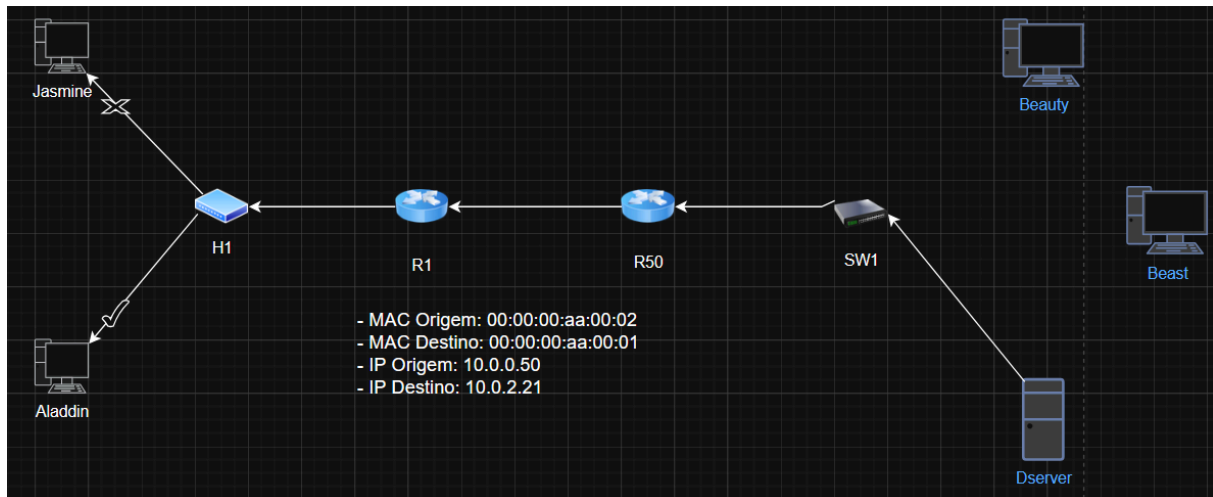 Jasmine
Beauty
H1
R1
R50
SW1
Beast
- MAC Origem: 00:00:00:aa:00:02
- MAC Destino: 00:00:00:aa:00:01
- IP Origem: 10.0.0.50
- IP Destino: 10.0.2.21
Aladdin
Dserver